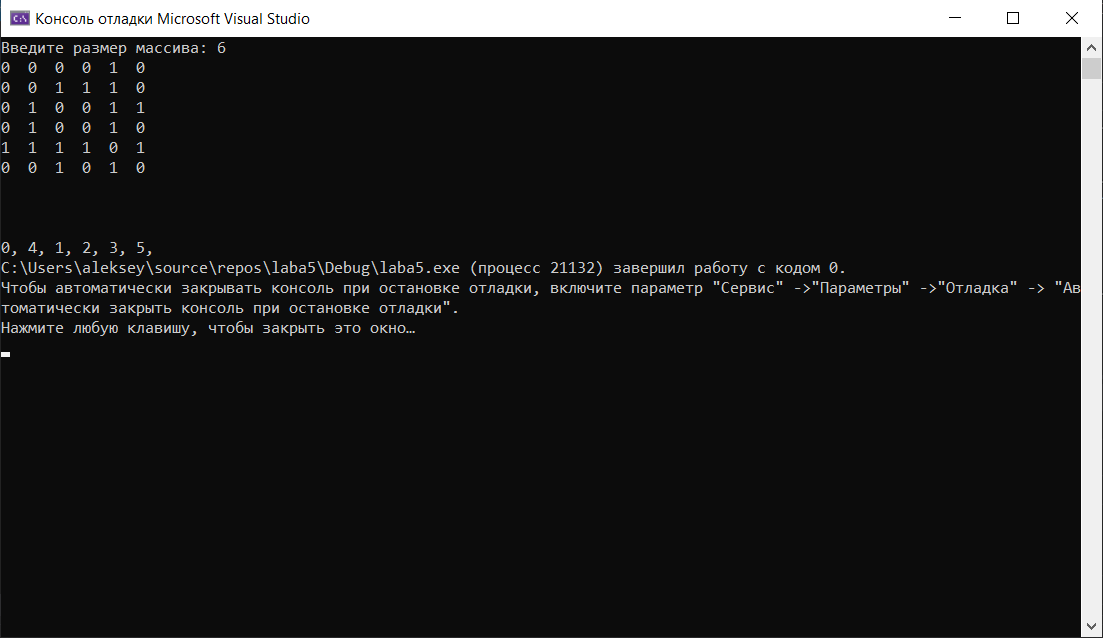 Консоль отладки Microsoft Visual Studio
Введите размер массива: 6
0 0 0 0 1 0
0 0 1 1 1 0
0 1 0 0 1 1
0 1 0 0 1 0
1 1 1 1 0 1
0 0 1 0 1 0
0, 4, 1, 2, 3, 5,
C:\Users\aleksey\source\repos\laba5\Debug\laba5.exe (процесс 21132) завершил работу с кодом 0.
Чтобы автоматически закрывать консоль при остановке отладки, включите параметр "Сервис" ->"Параметры" ->"Отладка" -> "Ав
томатически закрыть консоль при остановке отладки".
Нажмите любую клавишу, чтобы закрыть это окно…